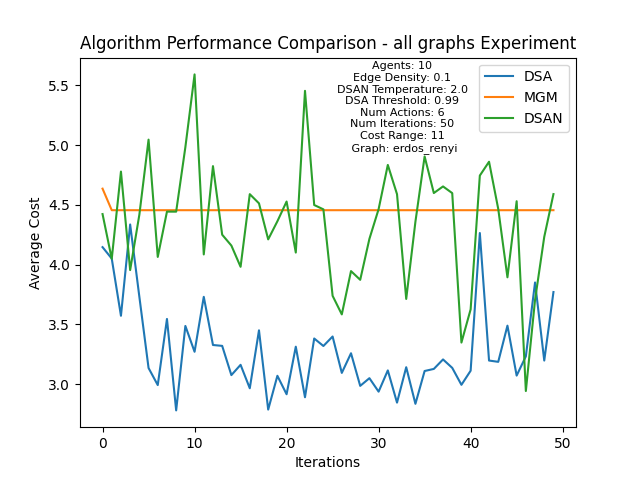 Algorithm Performance Comparison - all graphs Experiment
Agents: 10
Edge Density: 0.1
DSAN Temperature: 2.0
DSA Threshold: 0.99
Num Actions: 6
Num Iterations: 50
Cost Range: 11
Graph: erdos_renyi
DSA
MGM
DSAN
Average Cost
5.5
5.0
4.5
4.0
3.5
3.0
0 10 20 30 40 50
Iterations